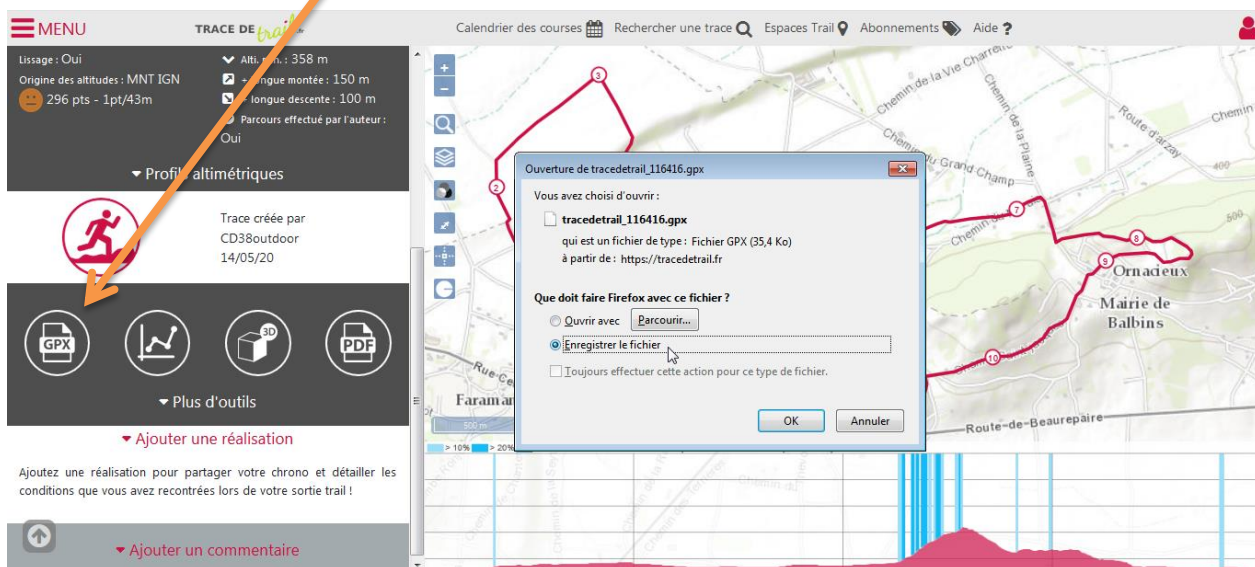 MENU
TRACE DE trail
Calendrier des courses Rechercher une trace Espaces Trail Abonnements Aide ?
Lissage : Oui
Origine des altitudes : MNT IGN
296 pts - 1pt/43m
358 m
longue montée : 150 m
longue descente : 100 m
Parcours effectué par l'auteur :
Oui
Profils altimétriques
Trace créée par
CD38outdoor
14/05/20
GPX
3D
PDF
Plus d'outils
Ajouter une réalisation
Ajoutez une réalisation pour partager votre chrono et détailler les
conditions que vous avez recontrées lors de votre sortie trail !
Ajouter un commentaire
+
-
3
2
Chemin de la Vie Charretière
Chemin de la Plaine
Route d'arzay
Chemin
Chemin du Grand Champ
400
500
7
8
9
10
Ornacieux
Mairie de
Balbins
Route-de-Beaurepaire
500 m
> 10% > 20%
Ouverture de tracedetrail_116416.gpx
Vous avez choisi d'ouvrir :
tracedetrail_116416.gpx
qui est un fichier de type : Fichier GPX (35,4 Ko)
à partir de : https://tracedetrail.fr
Que doit faire Firefox avec ce fichier ?
Ouvrir avec Parcourir...
Enregistrer le fichier
Toujours effectuer cette action pour ce type de fichier.
OK Annuler